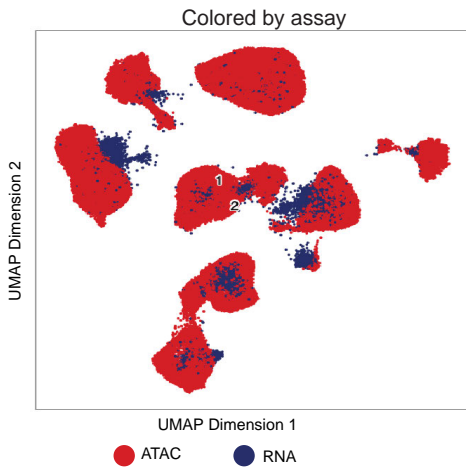 Colored by assay
UMAP Dimension 2
1
2
UMAP Dimension 1
ATAC
RNA